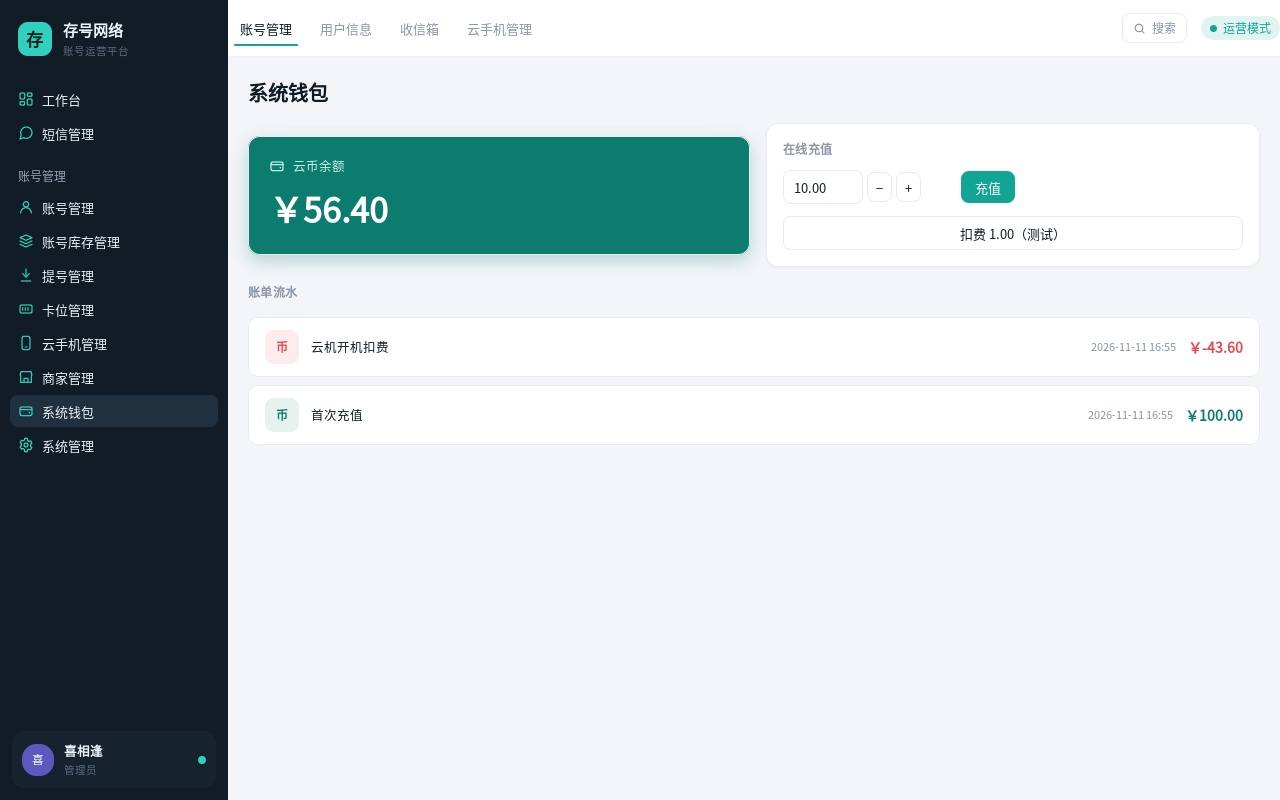 存
存号网络
账号运营平台
工作台
短信管理
账号管理
账号管理
账号库存管理
提号管理
卡位管理
云手机管理
商家管理
系统钱包
系统管理
喜
喜相逢
管理员
账号管理
用户信息
收信箱
云手机管理
搜索
运营模式
系统钱包
云币余额
￥56.40
在线充值
10.00
−
+
充值
扣费 1.00（测试）
账单流水
币
云机开机扣费
2026-11-11 16:55
￥-43.60
币
首次充值
2026-11-11 16:55
￥100.00